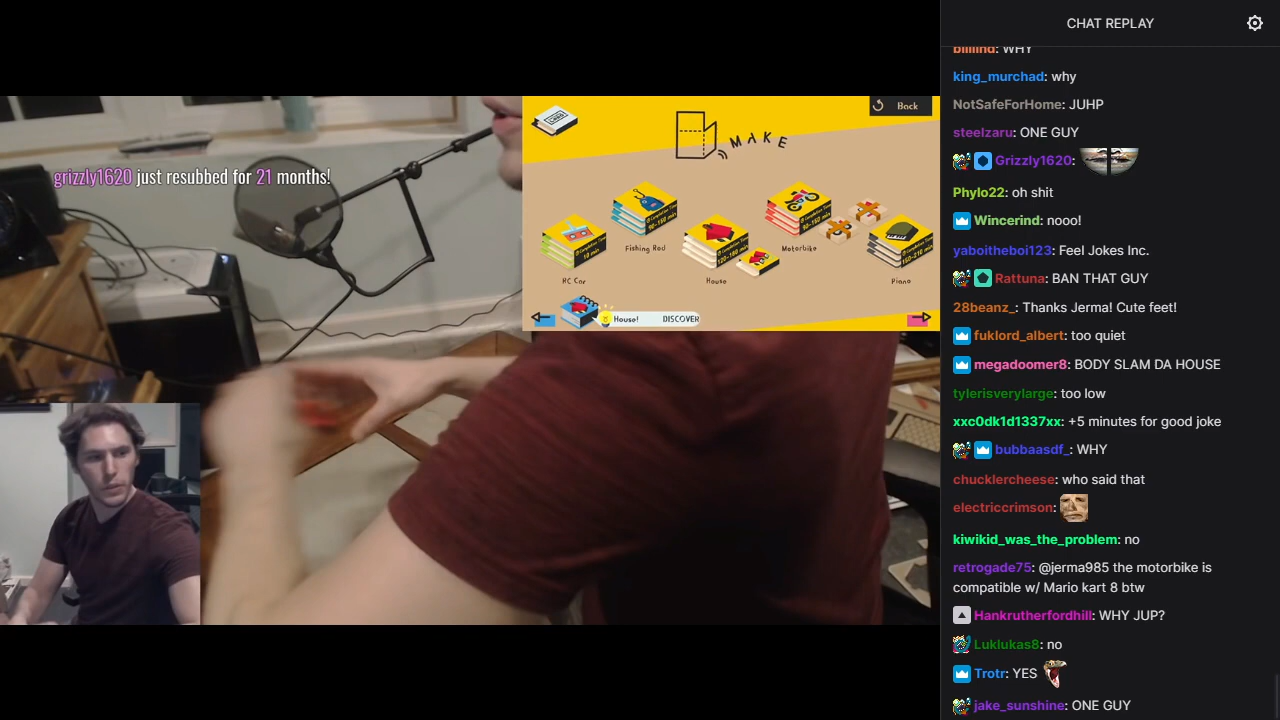 CHAT REPLAY
billlind: WHY
king_murchad: why
NotSafeForHome: JUHP
steelzaru: ONE GUY
Grizzly1620:
Phylo22: oh shit
Wincerind: nooo!
yaboitheboi123: Feel Jokes Inc.
Rattuna: BAN THAT GUY
28beanz_: Thanks Jerma! Cute feet!
fuklord_albert: too quiet
megadoomer8: BODY SLAM DA HOUSE
tylerisverylarge: too low
xxc0dk1d1337xx: +5 minutes for good joke
bubbaasdf_: WHY
chucklercheese: who said that
electriccrimson:
kiwikid_was_the_problem: no
retrogade75: @jerma985 the motorbike is
compatible w/ Mario kart 8 btw
Hankrutherfordhill: WHY JUP?
Luklukas8: no
Trotr: YES
jake_sunshine: ONE GUY
grizzly1620 just resubbed for 21 months!
Back
MAKE
Fishing Rod
Motorbike
RC Car
House
Piano
House! DISCOVER